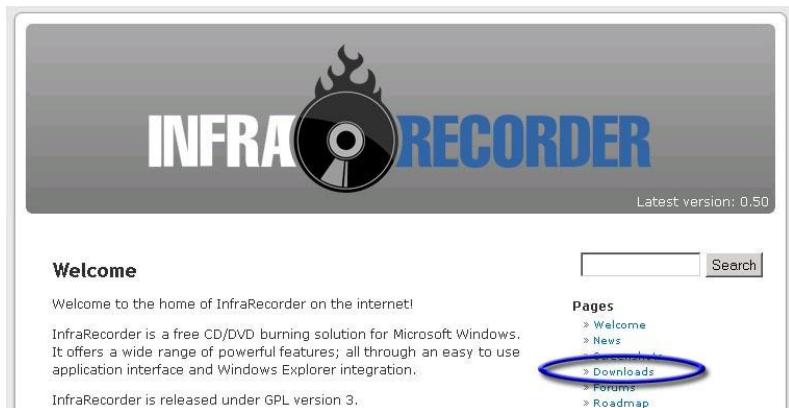 INFRA RECORDER
Latest version: 0.50
Welcome
Welcome to the home of InfraRecorder on the internet!
InfraRecorder is a free CD/DVD burning solution for Microsoft Windows.
It offers a wide range of powerful features; all through an easy to use
application interface and Windows Explorer integration.
InfraRecorder is released under GPL version 3.
Search
Pages
» Welcome
» News
» Screenshots
» Downloads
» Forums
» Roadmap